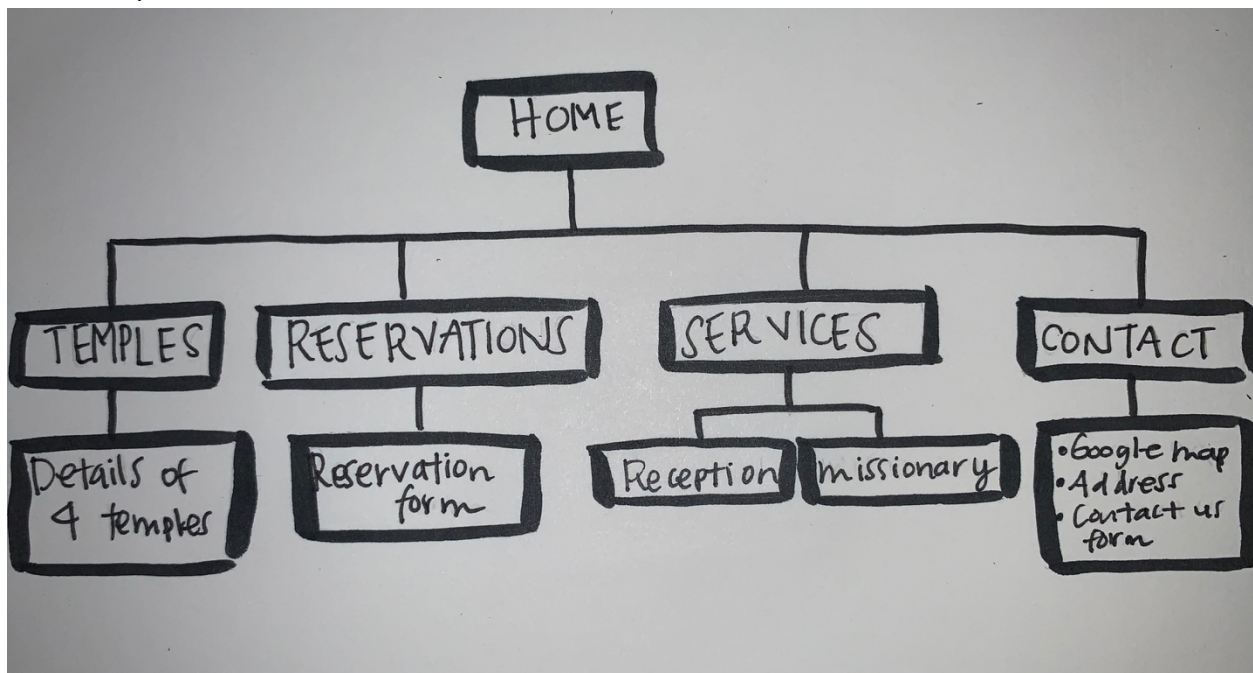 HOME
TEMPLES
RESERVATIONS
SERVICES
CONTACT
Details of
4 temples
Reservation
form
Reception
missionary
•Google map
•Address
•Contact us
form